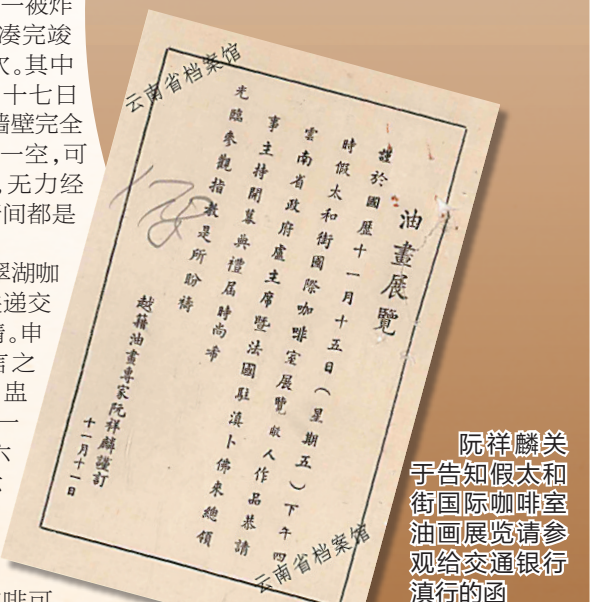 一被炸
凑完竣
次。其中
十七日
墙壁完全
一空，可
，无力经
间都是
翠湖咖
递交
情。申
言之
蛊
一
六
云南省档案馆
油畫展覽
謹於國歷十一月十五日（星期五）下午四
時假太和街國際咖啡室展覽敝人作品恭請
雲南省政府盧主席暨法國駐滇卜佛來總領
事主持開幕典禮屆時尚希
光臨參觀指教是所盼禱
越籍油畫專家阮祥麟謹訂
十一月十一日
云南省档案馆
阮祥麟关
于告知假太和
街国际咖啡室
油画展览请参
观给交通银行
滇行的函
啡可